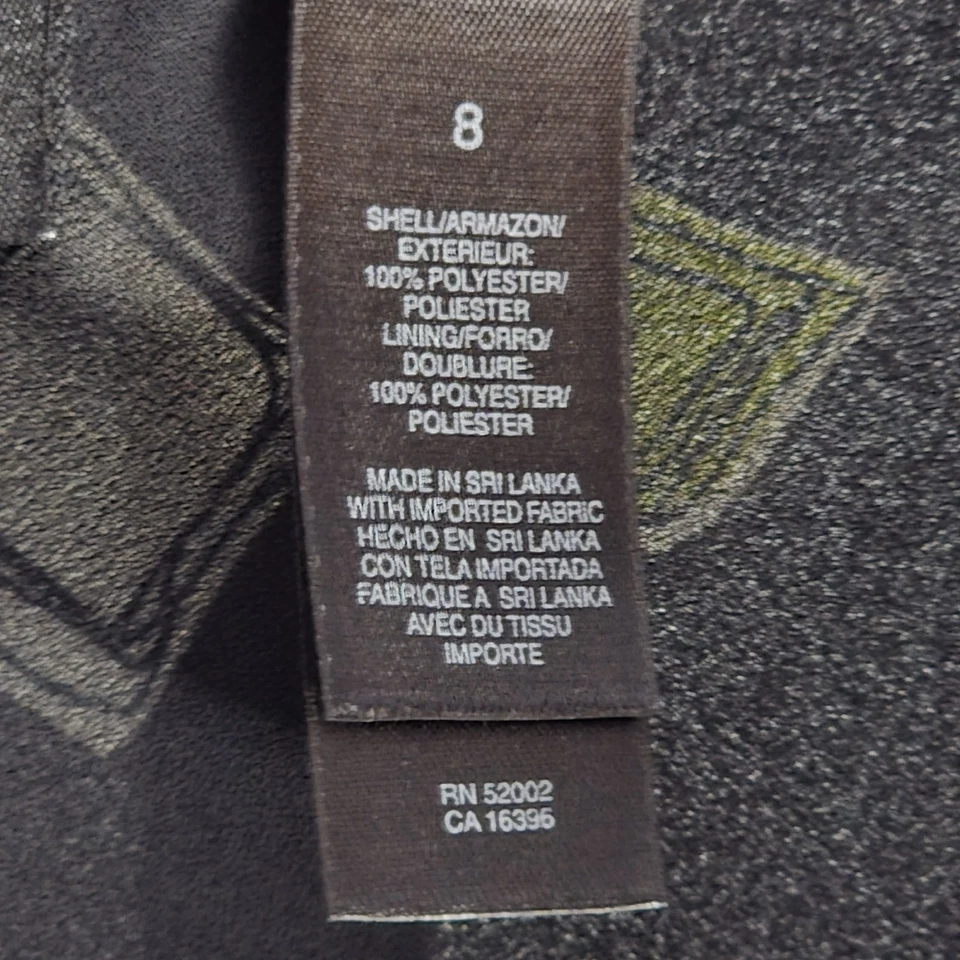 8
SHELL/ARMAZON/
EXTERIEUR:
100% POLYESTER/
POLIESTER
LINING/FORRO/
DOUBLURE:
100% POLYESTER/
POLIESTER
MADE IN SRI LANKA
WITH IMPORTED FABRIC
HECHO EN SRI LANKA
CON TELA IMPORTADA
FABRIQUE A SRI LANKA
AVEC DU TISSU
IMPORTE
RN 52002
CA 16396